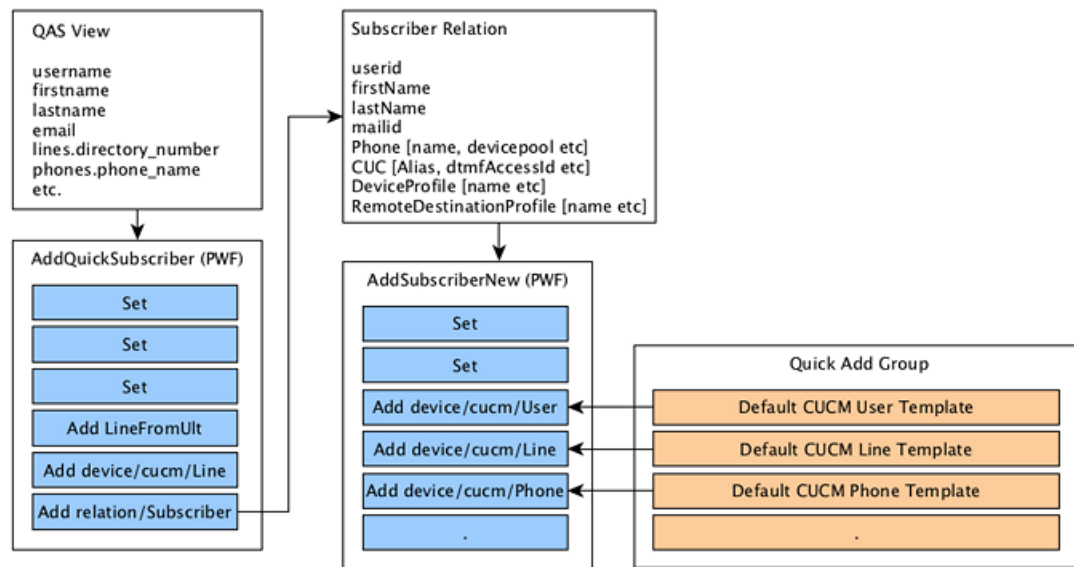 QAS View
username
firstname
lastname
email
lines.directory_number
phones.phone_name
etc.
AddQuickSubscriber (PWF)
Set
Set
Set
Add LineFromUlt
Add device/cucm/Line
Add relation/Subscriber
Subscriber Relation
userid
firstName
lastName
mailid
Phone [name, devicepool etc]
CUC [Alias, dtmfAccessId etc]
DeviceProfile [name etc]
RemoteDestinationProfile [name etc]
AddSubscriberNew (PWF)
Set
Set
Add device/cucm/User
Add device/cucm/Line
Add device/cucm/Phone
.
Quick Add Group
Default CUCM User Template
Default CUCM Line Template
Default CUCM Phone Template
.